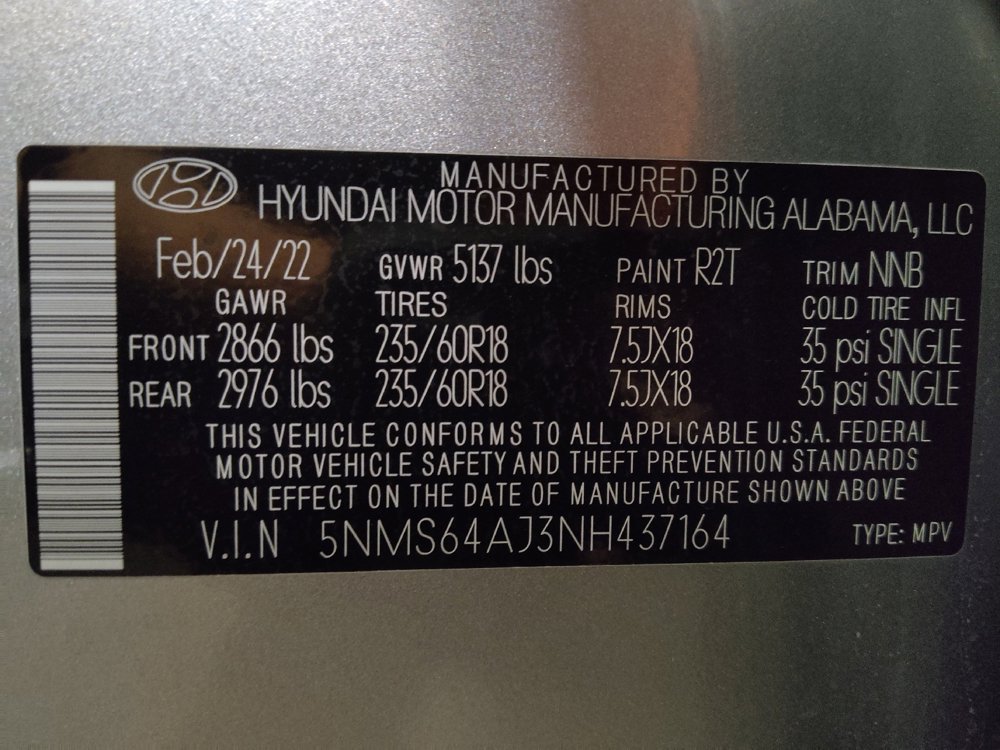 MANUFACTURED BY
HYUNDAI MOTOR MANUFACTURING ALABAMA, LLC
Feb/24/22 GVWR 5137 lbs PAINT R2T TRIM NNB
GAWR TIRES RIMS COLD TIRE INFL
FRONT 2866 lbs 235/60R18 7.5JX18 35 psi SINGLE
REAR 2976 lbs 235/60R18 7.5JX18 35 psi SINGLE
THIS VEHICLE CONFORMS TO ALL APPLICABLE U.S.A. FEDERAL
MOTOR VEHICLE SAFETY AND THEFT PREVENTION STANDARDS
IN EFFECT ON THE DATE OF MANUFACTURE SHOWN ABOVE
V.I.N 5NMS64AJ3NH437164 TYPE: MPV